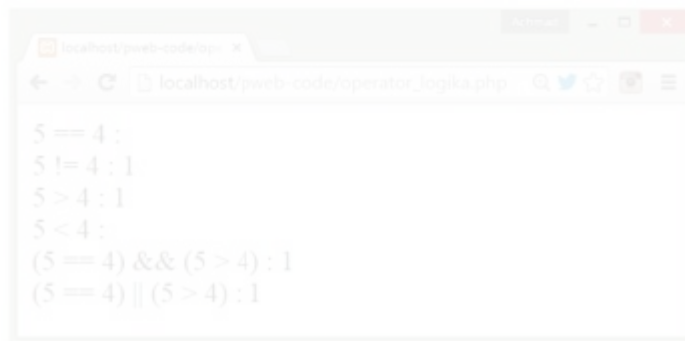 Achmad
localhost/pweb-code/op
localhost/pweb-code/operator_logika.php
5 == 4 :
5 != 4 : 1
5 > 4 : 1
5 < 4 :
(5 == 4) && (5 > 4) : 1
(5 == 4) || (5 > 4) : 1